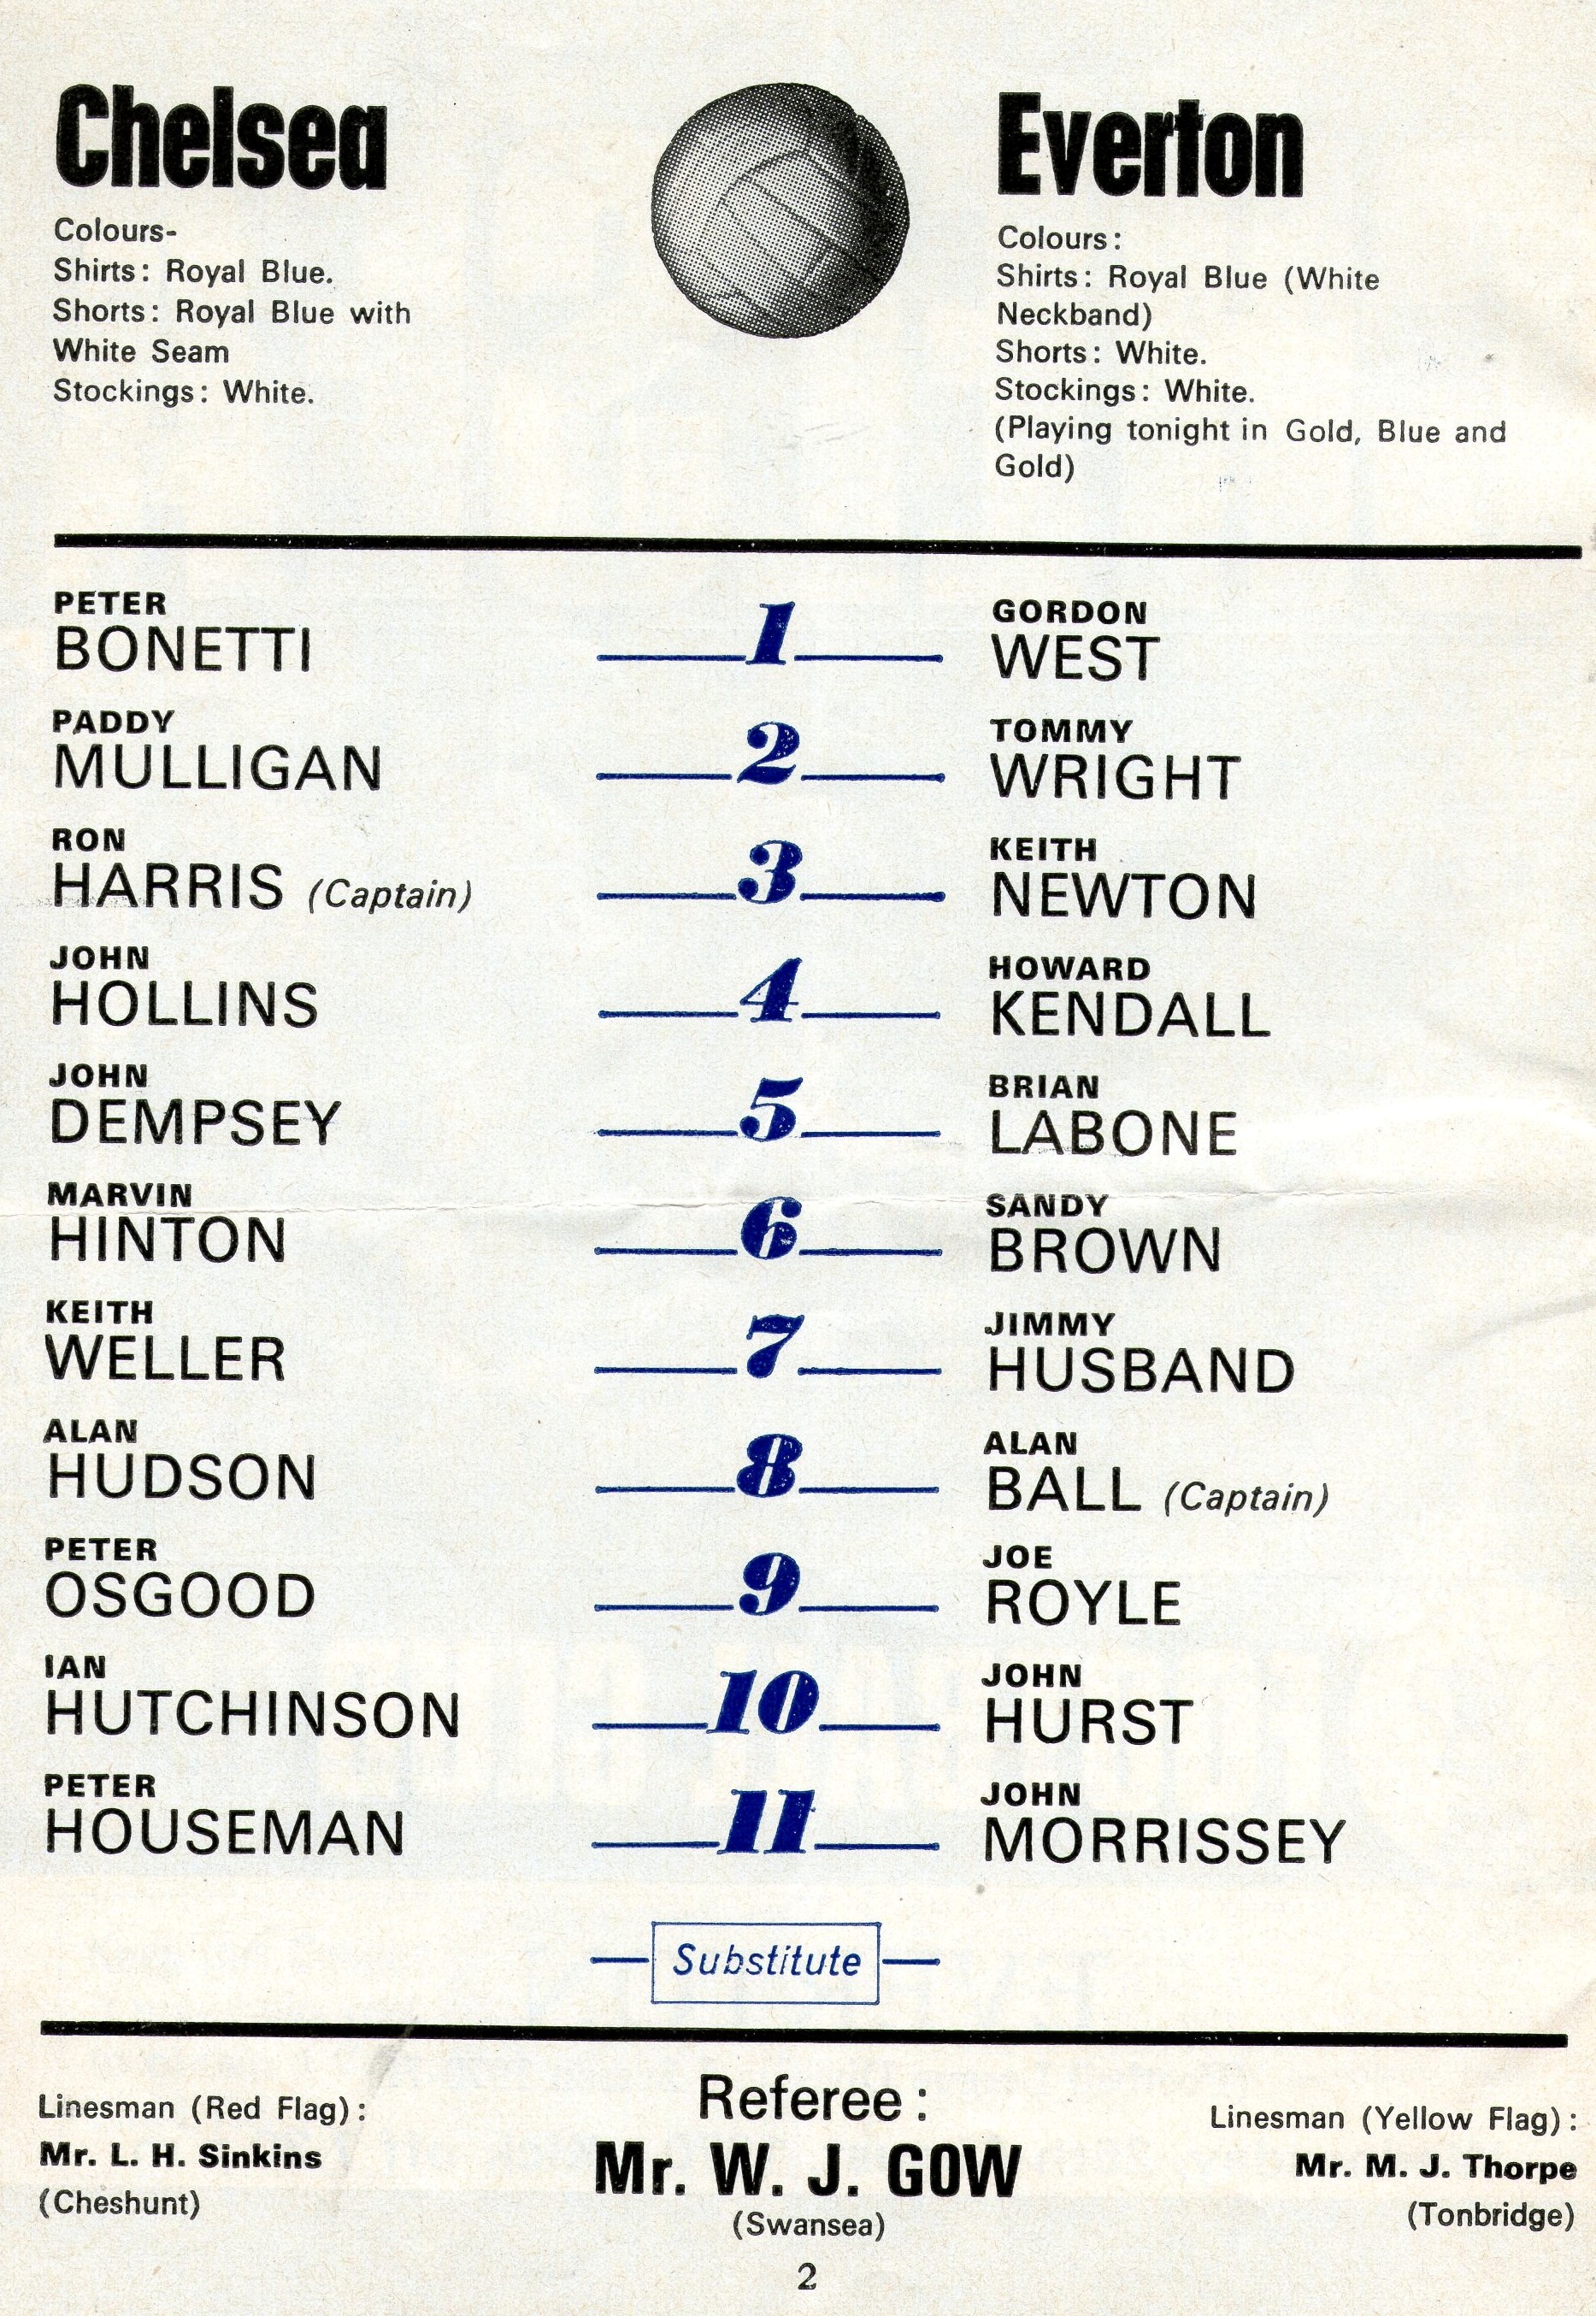 Chelsea
Colours-
Shirts: Royal Blue.
Shorts: Royal Blue with
White Seam
Stockings: White.
Everton
Colours:
Shirts: Royal Blue (White
Neckband)
Shorts: White.
Stockings: White.
(Playing tonight in Gold, Blue and
Gold)
PETER
BONETTI
1
GORDON
WEST
PADDY
MULLIGAN
2
TOMMY
WRIGHT
RON
HARRIS (Captain)
3
KEITH
NEWTON
JOHN
HOLLINS
4
HOWARD
KENDALL
JOHN
DEMPSEY
5
BRIAN
LABONE
MARVIN
HINTON
6
SANDY
BROWN
KEITH
WELLER
7
JIMMY
HUSBAND
ALAN
HUDSON
8
ALAN
BALL (Captain)
PETER
OSGOOD
9
JOE
ROYLE
IAN
HUTCHINSON
10
JOHN
HURST
PETER
HOUSEMAN
11
JOHN
MORRISSEY
Substitute
Linesman (Red Flag):
Mr. L. H. Sinkins
(Cheshunt)
Referee:
Mr. W. J. GOW
(Swansea)
Linesman (Yellow Flag):
Mr. M. J. Thorpe
(Tonbridge)
2